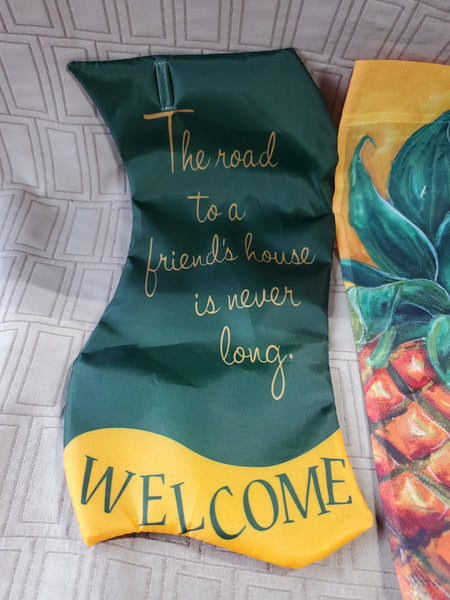 The road
to a
friend's house
is never
long.
WELCOME